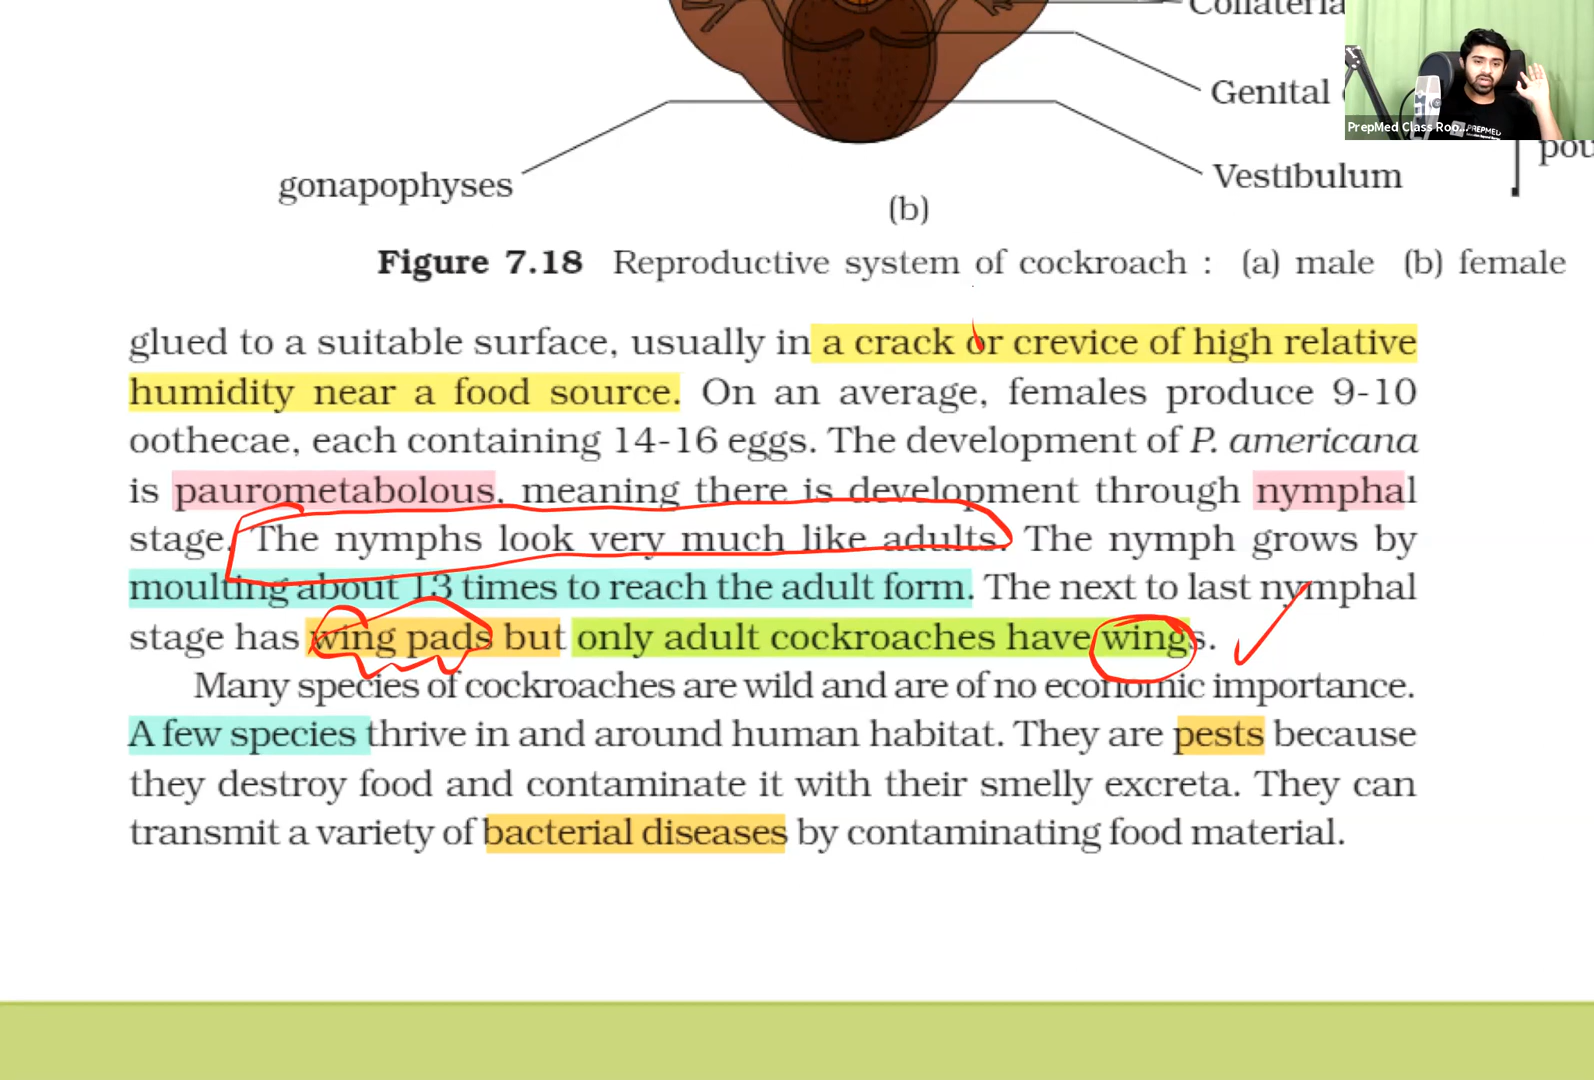 Collateria
Genital
PrepMed Class Roo...
PREPMED
pou
gonapophyses
Vestibulum
(b)
Figure 7.18 Reproductive system of cockroach : (a) male (b) female
glued to a suitable surface, usually in a crack or crevice of high relative
humidity near a food source. On an average, females produce 9-10
oothecae, each containing 14-16 eggs. The development of P. americana
is paurometabolous, meaning there is development through nymphal
stage. The nymphs look very much like adults. The nymph grows by
moulting about 13 times to reach the adult form. The next to last nymphal
stage has wing pads but only adult cockroaches have wings.
Many species of cockroaches are wild and are of no economic importance.
A few species thrive in and around human habitat. They are pests because
they destroy food and contaminate it with their smelly excreta. They can
transmit a variety of bacterial diseases by contaminating food material.